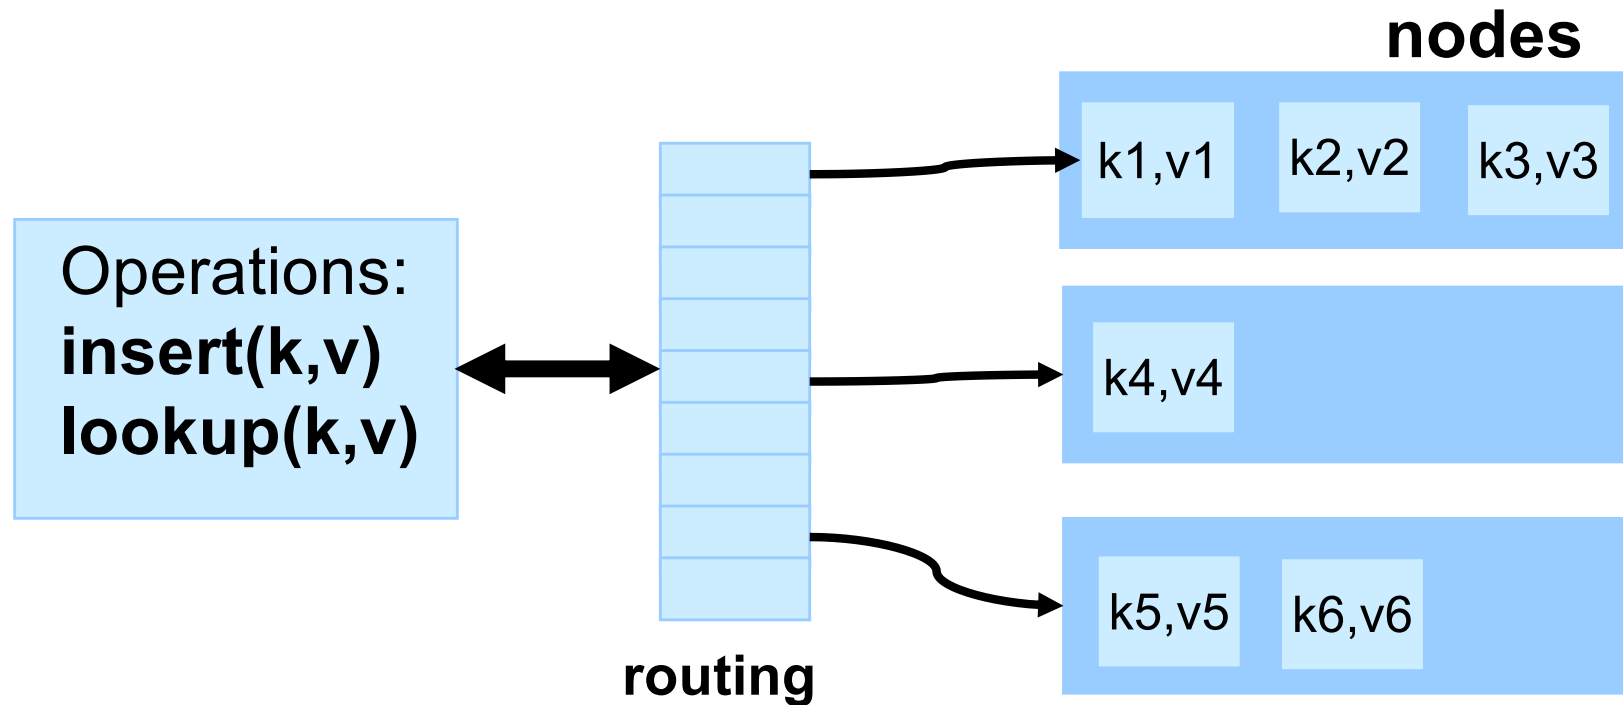 nodes
k1,v1
k2,v2
k3,v3
Operations:
insert(k,v)
lookup(k,v)
k4,v4
k5,v5
k6,v6
routing